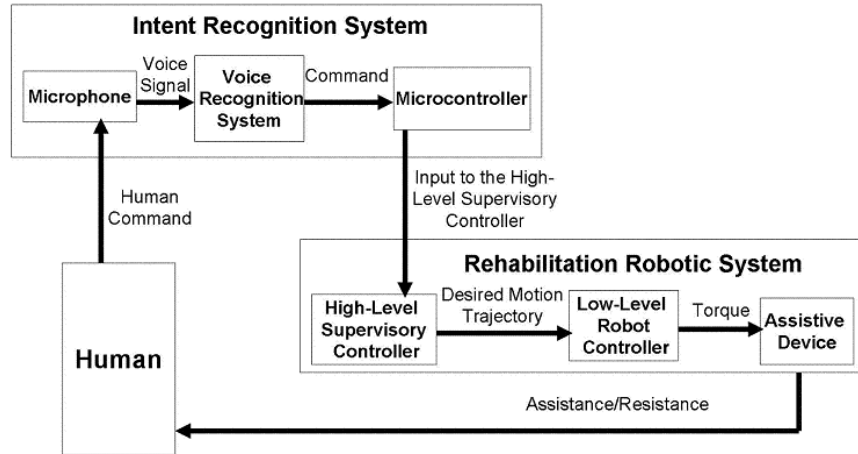 Intent Recognition System
Voice
Signal
Command
Microphone
Voice
Recognition
System
Microcontroller
Human
Command
Input to the High-
Level Supervisory
Controller
Rehabilitation Robotic System
High-Level
Supervisory
Controller
Desired Motion
Trajectory
Low-Level
Robot
Controller
Torque
Assistive
Device
Human
Assistance/Resistance